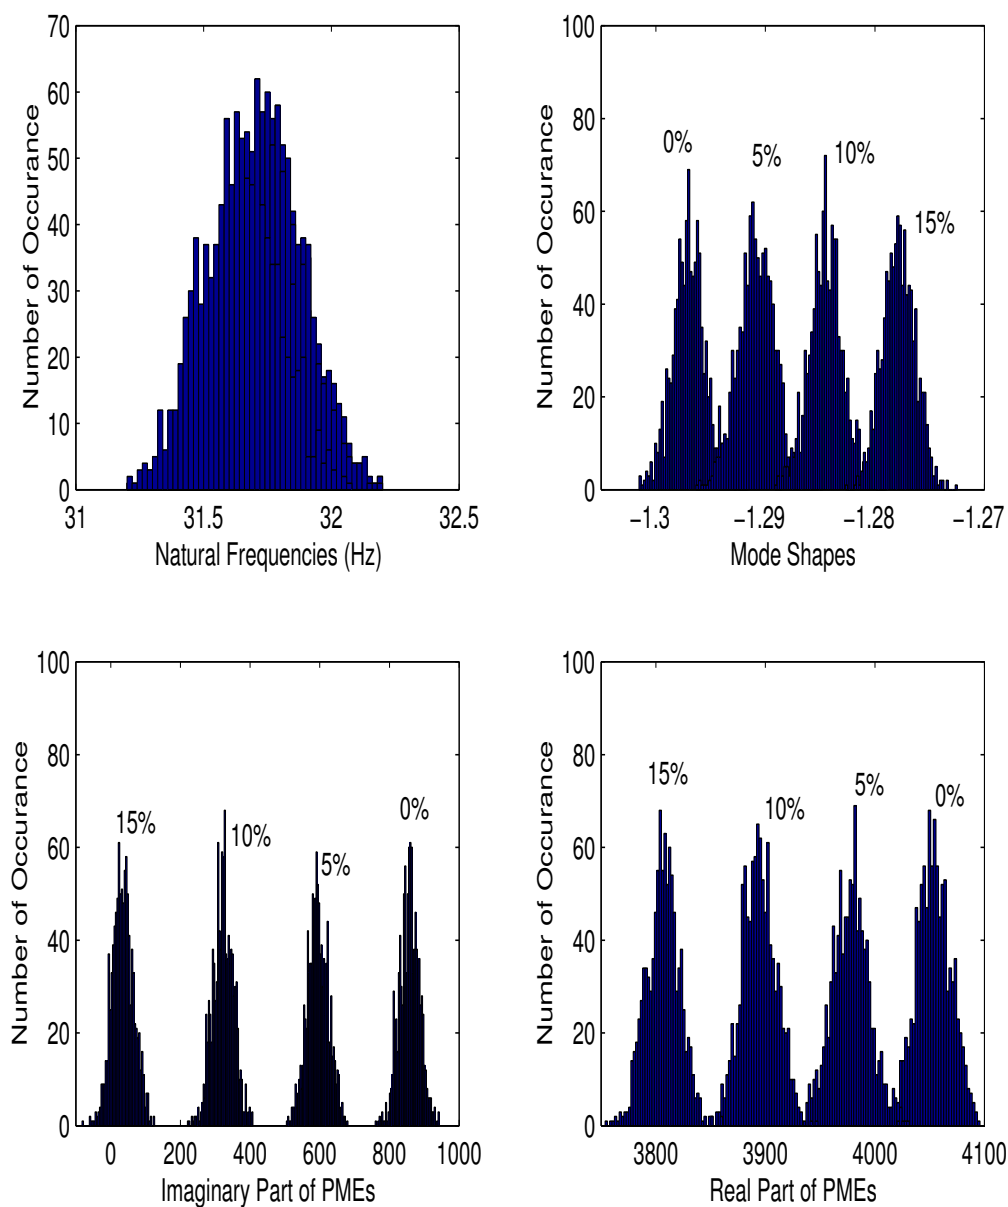 70
60
50
40
30
20
10
0
Number of Occurance
31 31.5 32 32.5
Natural Frequencies (Hz)
100
80
60
40
20
0
Number of Occurance
0% 5% 10% 15%
−1.3 −1.29 −1.28 −1.27
Mode Shapes
100
80
60
40
20
0
Number of Occurance
15% 10% 5% 0%
0 200 400 600 800 1000
Imaginary Part of PMEs
100
80
60
40
20
0
Number of Occurance
15% 10% 5% 0%
3800 3900 4000 4100
Real Part of PMEs